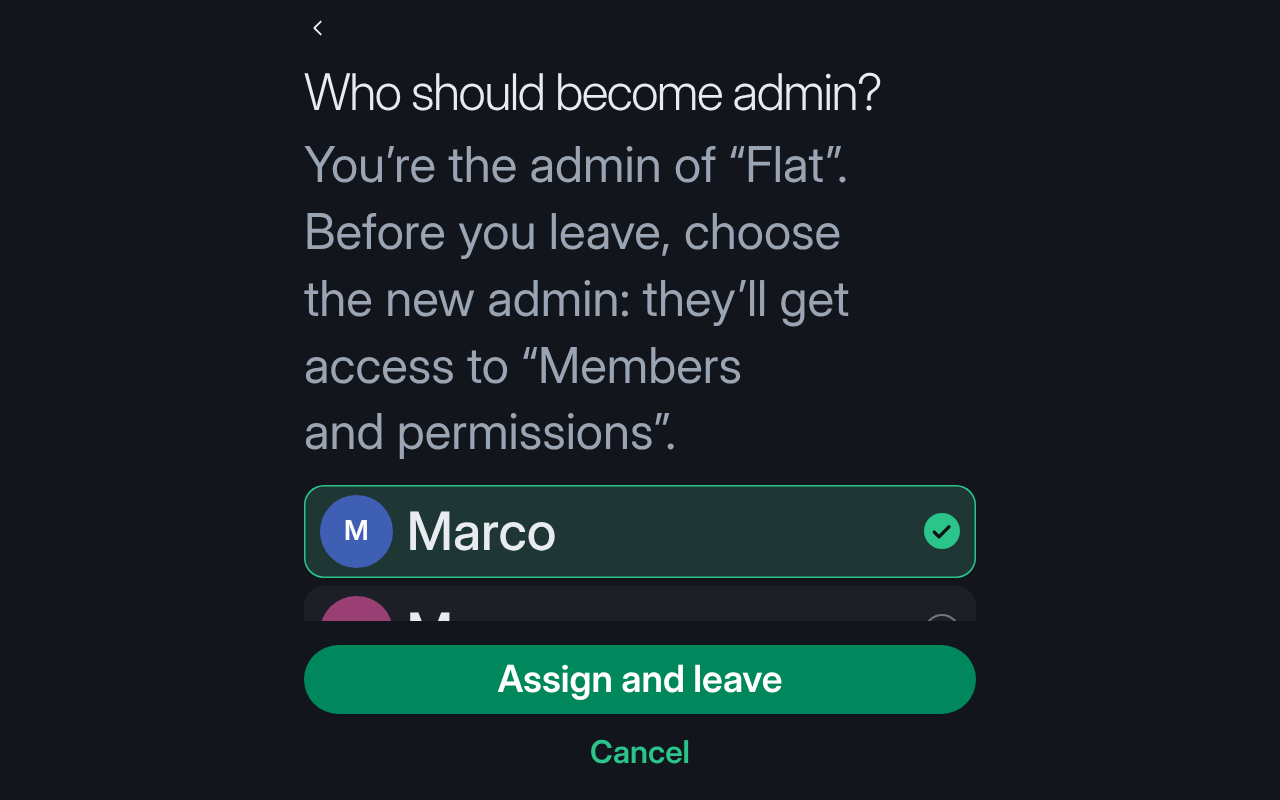 Who should become admin?
You’re the admin of “Flat”.
Before you leave, choose
the new admin: they’ll get
access to “Members
and permissions”.
M Marco
Assign and leave
Cancel